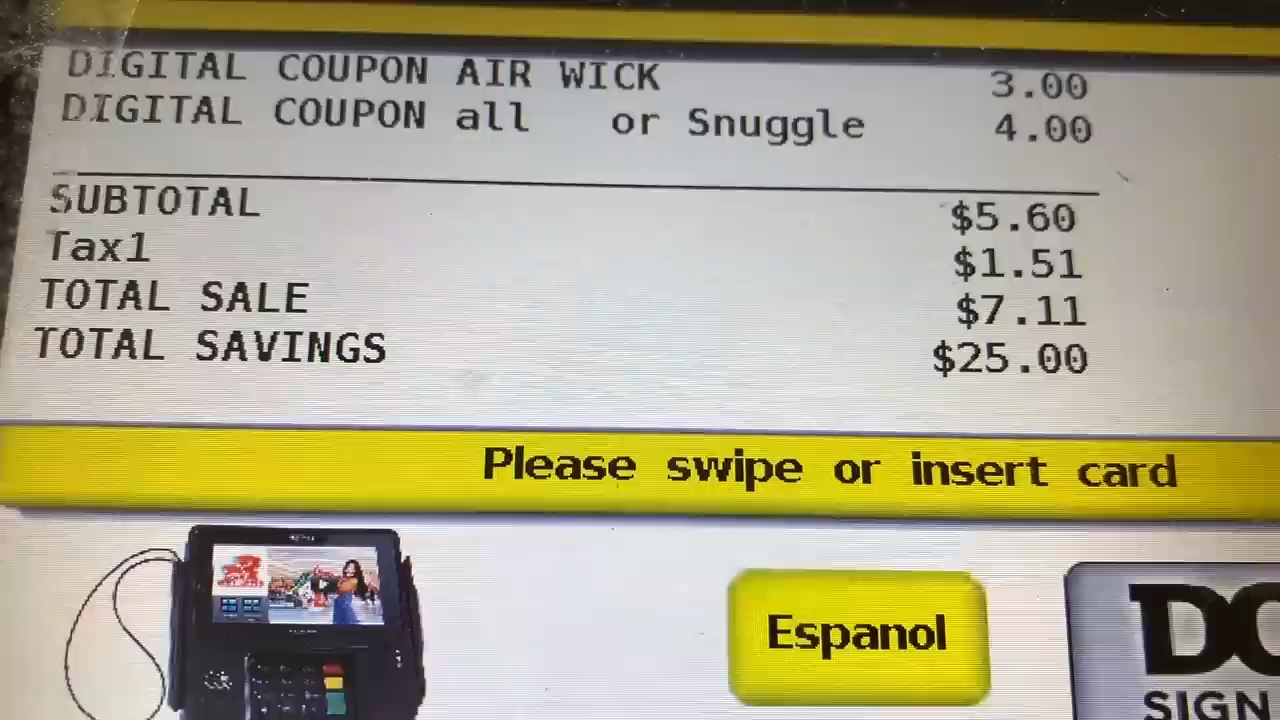 DIGITAL COUPON AIR WICK 3.00
DIGITAL COUPON all or Snuggle 4.00
SUBTOTAL $5.60
Tax1 $1.51
TOTAL SALE $7.11
TOTAL SAVINGS $25.00
Please swipe or insert card
Espanol
DO
SIGN